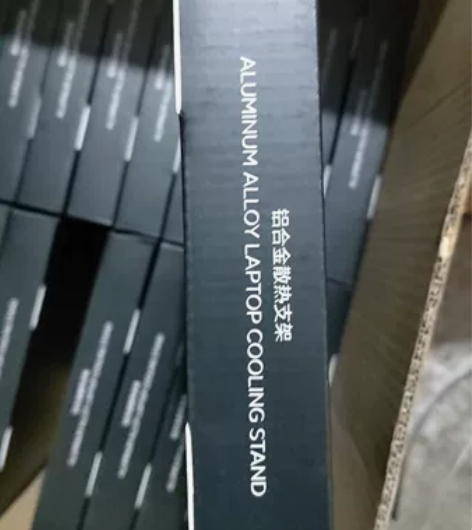 铝合金散热支架
ALUMINUM ALLOY LAPTOP COOLING STAND